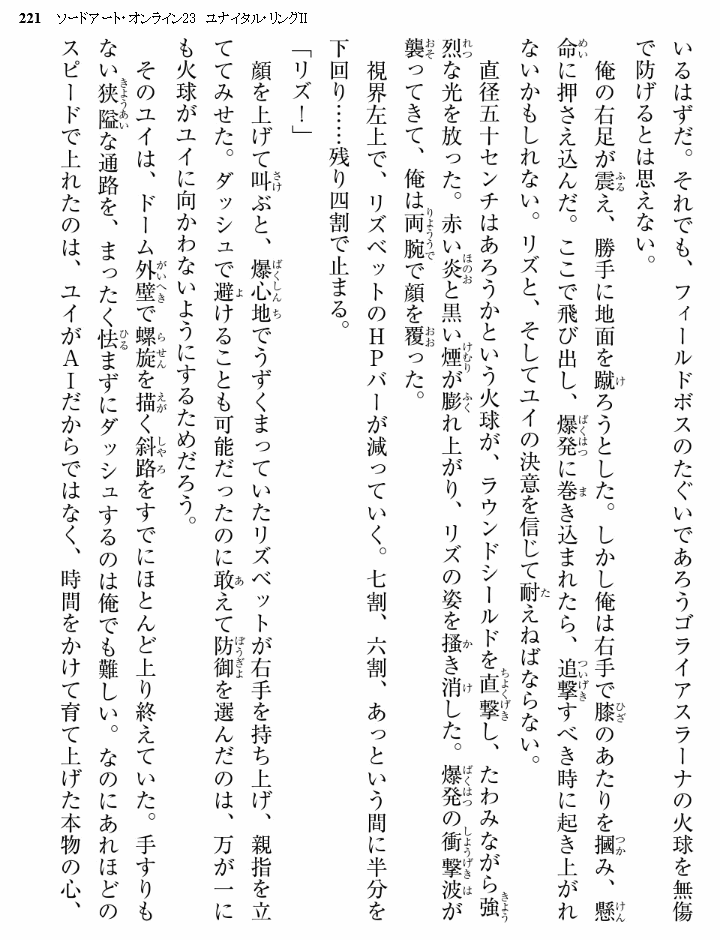 221 ソードアート・オンライン23 ユナイタル・リングⅡ
いるはずだ。それでも、フィールドボスのたぐいであろうゴライアスラーナの火球を無傷
で防げるとは思えない。
俺の右足が震え、勝手に地面を蹴ろうとした。しかし俺は右手で膝のあたりを摑み、懸
命に押さえ込んだ。ここで飛び出し、爆発に巻き込まれたら、追撃すべき時に起き上がれ
ないかもしれない。リズと、そしてユイの決意を信じて耐えねばならない。
直径五十センチはあろうかという火球が、ラウンドシールドを直撃し、たわみながら強
烈な光を放った。赤い炎と黒い煙が膨れ上がり、リズの姿を搔き消した。爆発の衝撃波が
襲ってきて、俺は両腕で顔を覆った。
視界左上で、リズベットのHPバーが減っていく。七割、六割、あっという間に半分を
下回り……残り四割で止まる。
「リズ！」
顔を上げて叫ぶと、爆心地でうずくまっていたリズベットが右手を持ち上げ、親指を立
ててみせた。ダッシュで避けることも可能だったのに敢えて防御を選んだのは、万が一に
も火球がユイに向かわないようにするためだろう。
そのユイは、ドーム外壁で螺旋を描く斜路をすでにほとんど上り終えていた。手すりも
ない狭隘な通路を、まったく怯まずにダッシュするのは俺でも難しい。なのにあれほどの
スピードで上れたのは、ユイがAIだからではなく、時間をかけて育て上げた本物の心、